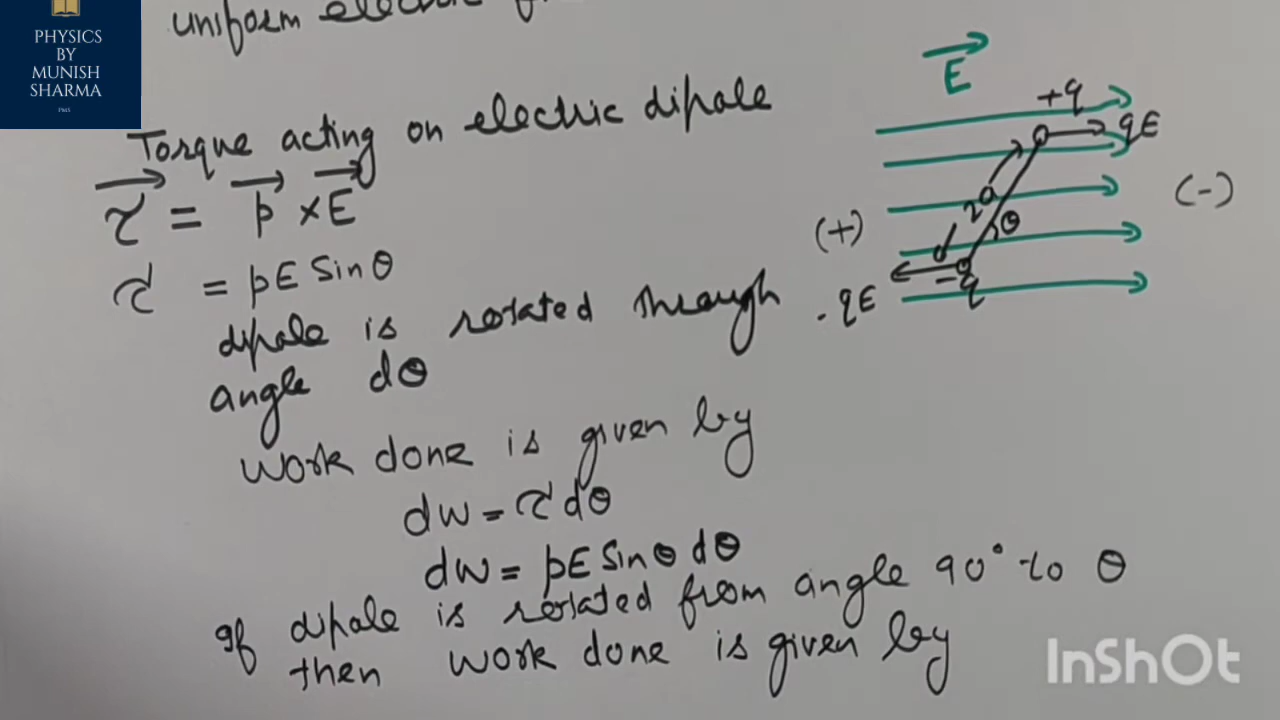 PHYSICS
BY
MUNISH
SHARMA
uniform electric
Torque acting on electric dipole
τ = p × E
τ = pE Sinθ
dipole is rotated through
angle dθ
work done is given by
dw = τ dθ
dw = pE Sinθ dθ
If dipole is rotated from angle 90° to θ
then work done is given by
E
+q
qE
(-)
2a
θ
(+)
-q
-qE
InShOt